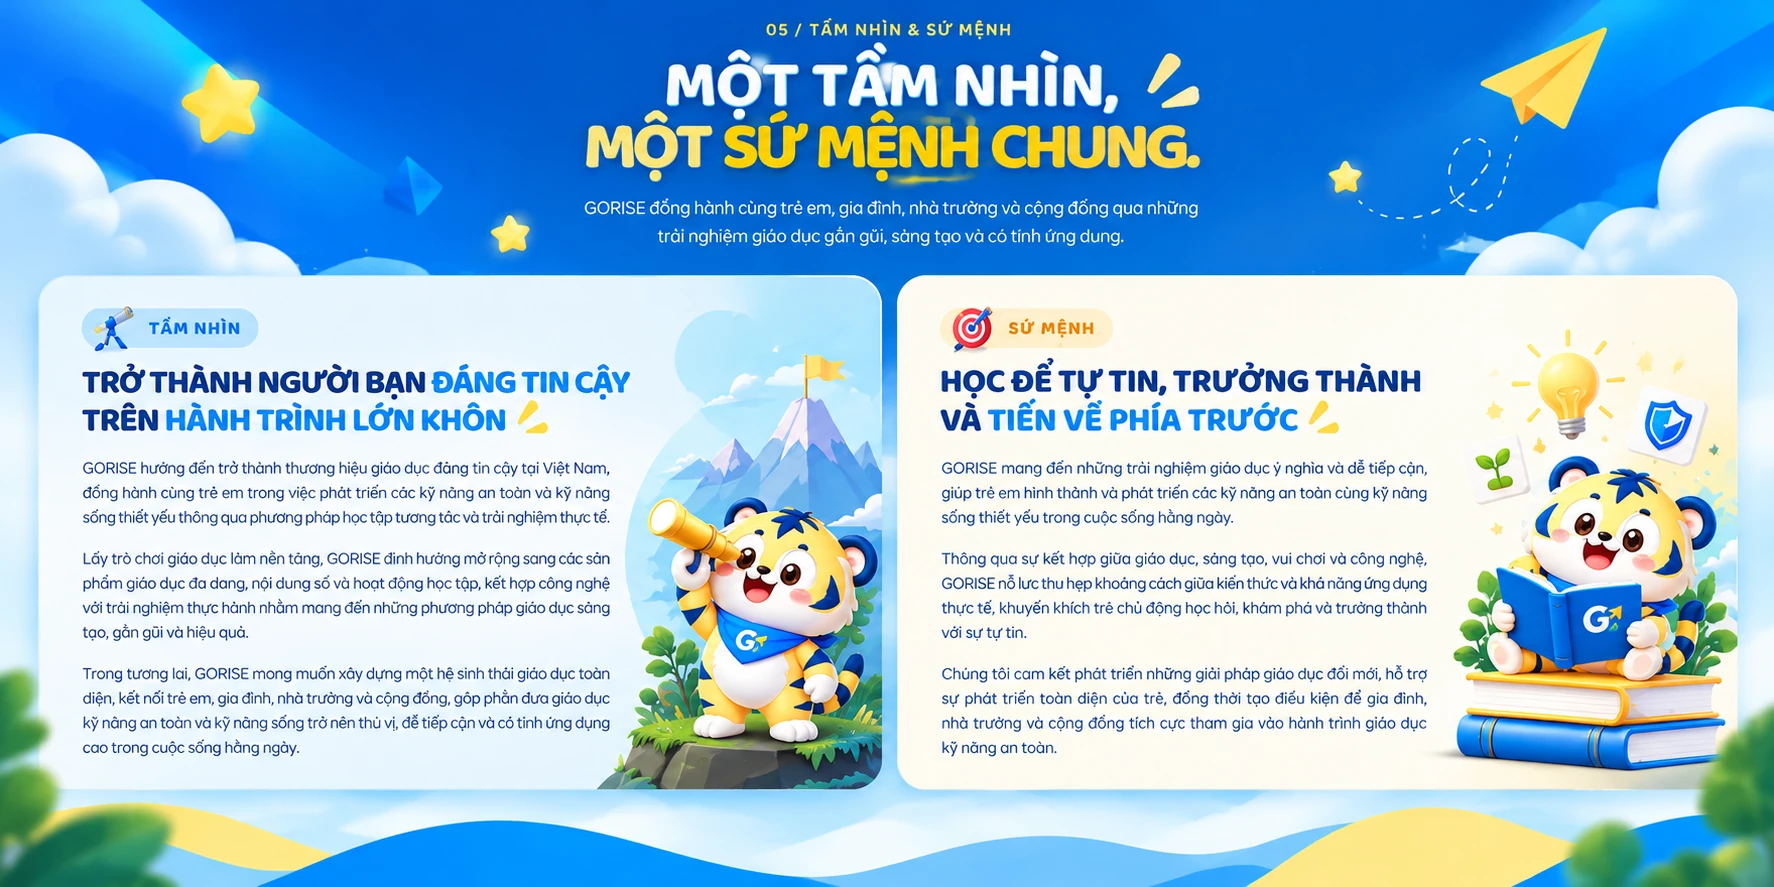 05 / TẦM NHÌN & SỨ MỆNH
MỘT TẦM NHÌN,
MỘT SỨ MỆNH CHUNG.
GORISE đồng hành cùng trẻ em, gia đình, nhà trường và cộng đồng qua những
trải nghiệm giáo dục gần gũi, sáng tạo và có tính ứng dụng.
TẦM NHÌN
TRỞ THÀNH NGƯỜI BẠN ĐÁNG TIN CẬY
TRÊN HÀNH TRÌNH LỚN KHÔN
GORISE hướng đến trở thành thương hiệu giáo dục đáng tin cậy tại Việt Nam,
đồng hành cùng trẻ em trong việc phát triển các kỹ năng an toàn và kỹ năng
sống thiết yếu thông qua phương pháp học tập tương tác và trải nghiệm thực tế.
Lấy trò chơi giáo dục làm nền tảng, GORISE định hướng mở rộng sang các sản
phẩm giáo dục đa dạng, nội dung số và hoạt động học tập, kết hợp công nghệ
với trải nghiệm thực hành nhằm mang đến những phương pháp giáo dục sáng
tạo, gần gũi và hiệu quả.
Trong tương lai, GORISE mong muốn xây dựng một hệ sinh thái giáo dục toàn
diện, kết nối trẻ em, gia đình, nhà trường và cộng đồng, góp phần đưa giáo dục
kỹ năng an toàn và kỹ năng sống trở nên thú vị, dễ tiếp cận và có tính ứng dụng
cao trong cuộc sống hằng ngày.
SỨ MỆNH
HỌC ĐỂ TỰ TIN, TRƯỞNG THÀNH
VÀ TIẾN VỀ PHÍA TRƯỚC
GORISE mang đến những trải nghiệm giáo dục ý nghĩa và dễ tiếp cận,
giúp trẻ em hình thành và phát triển các kỹ năng an toàn cùng kỹ năng
sống thiết yếu trong cuộc sống hằng ngày.
Thông qua sự kết hợp giữa giáo dục, sáng tạo, vui chơi và công nghệ,
GORISE nỗ lực thu hẹp khoảng cách giữa kiến thức và khả năng ứng dụng
thực tế, khuyến khích trẻ chủ động học hỏi, khám phá và trưởng thành
với sự tự tin.
Chúng tôi cam kết phát triển những giải pháp giáo dục đổi mới, hỗ trợ
sự phát triển toàn diện của trẻ, đồng thời tạo điều kiện để gia đình,
nhà trường và cộng đồng tích cực tham gia vào hành trình giáo dục
kỹ năng an toàn.
G
G